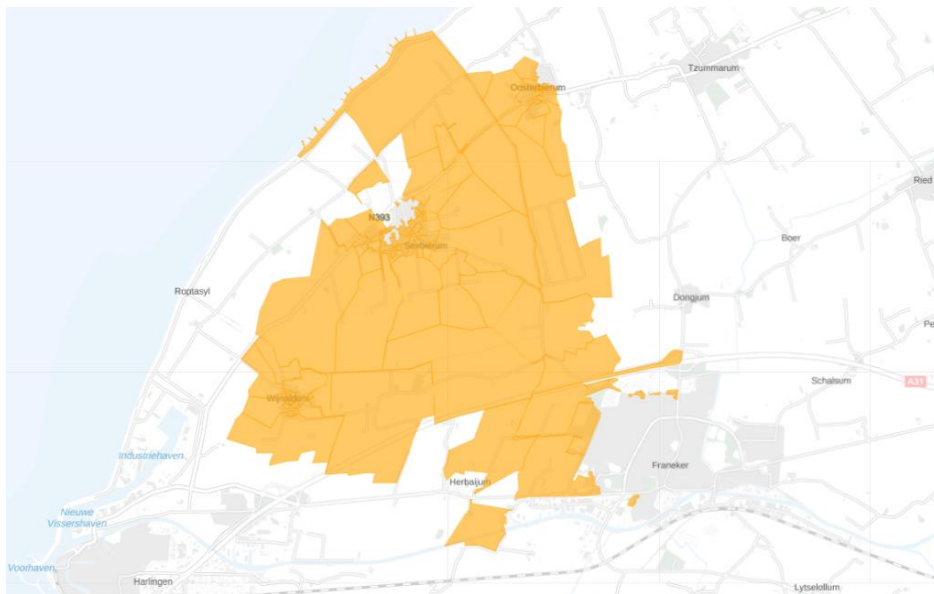 Tzummarum
Oosterbierum
Ried
N393
Sexbierum
Boer
Roptasyl
Dongjum
Schalsum
A31
Wijnaldum
Industriehaven
Franeker
Herbaijum
Nieuwe
Vissershaven
Voorhaven
Harlingen
Lytselollum